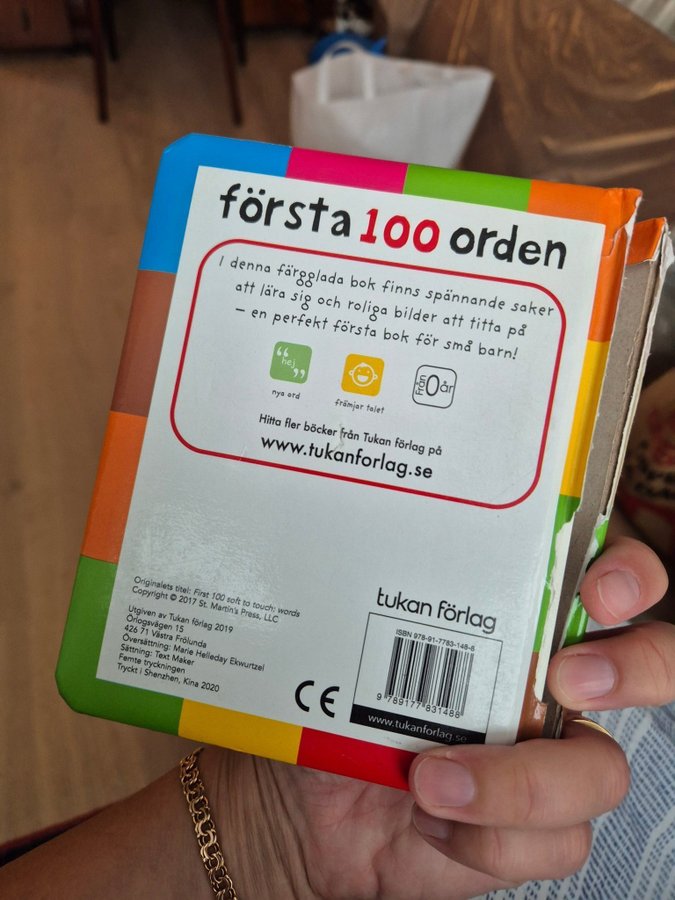 första 100 orden
I denna färgglada bok finns spännande saker
att lära sig och roliga bilder att titta på
– en perfekt första bok för små barn!
hej
nya ord
främjar talet
från 0 år
Hitta fler böcker från Tukan förlag på
www.tukanforlag.se
Originalets titel: First 100 soft to touch: words
Copyright © 2017 St. Martin's Press, LLC
Utgiven av Tukan förlag 2019
Örlogsvägen 15
426 71 Västra Frölunda
Översättning: Marie Helleday Ekwurtzel
Sättning: Text Maker
Femte tryckningen
Tryckt i Shenzhen, Kina 2020
CE
tukan förlag
ISBN 978-91-7783-148-8
9 789177 831488
www.tukanforlag.se